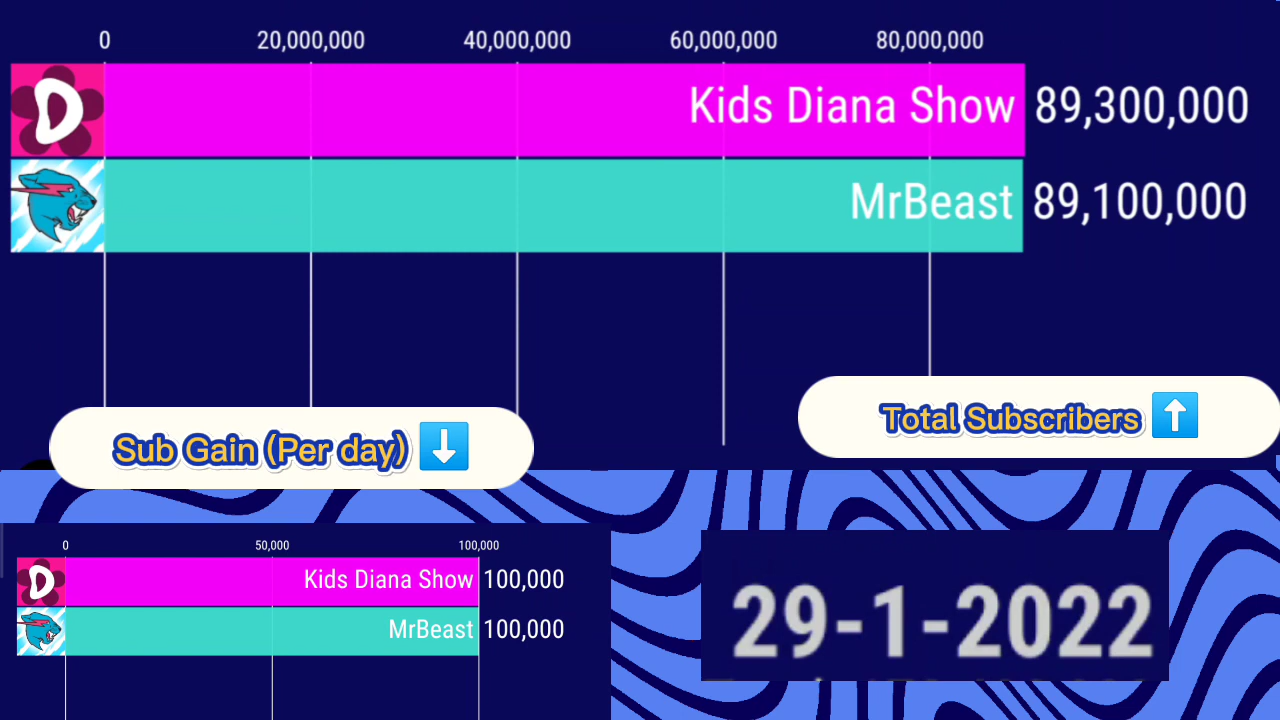 0 20,000,000 40,000,000 60,000,000 80,000,000
D Kids Diana Show 89,300,000
MrBeast 89,100,000
Total Subscribers ⬆️
Sub Gain (Per day) ⬇️
0 50,000 100,000
D Kids Diana Show 100,000
MrBeast 100,000
29-1-2022